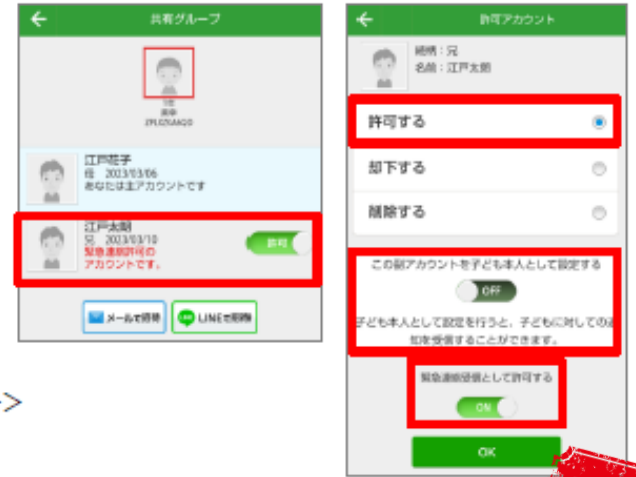 共有グループ
江戸花子
母 2023/03/06
あなたは主アカウントです
江戸太朗
兄 2023/03/10
緊急連絡許可の
アカウントです。
許可
メールで招待
LINEで招待
許可アカウント
続柄：兄
名前：江戸太朗
許可する
却下する
削除する
この副アカウントを子ども本人として設定する
OFF
子ども本人として設定を行うと、子どもに対しての通
知を受信することができます。
緊急連絡受信として許可する
ON
OK
>